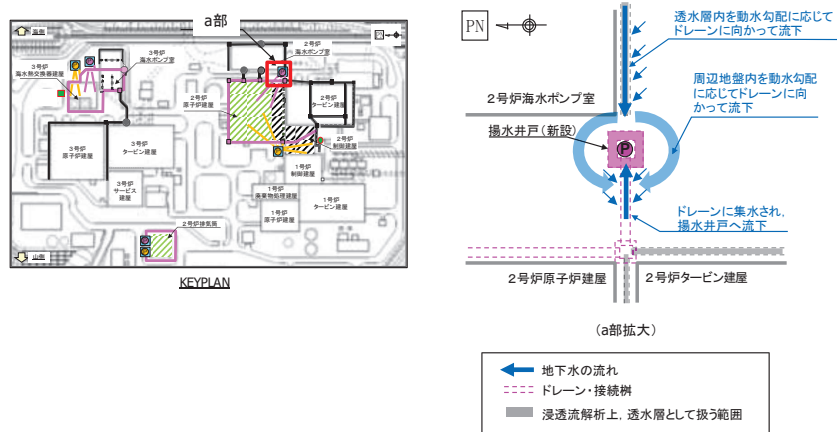 a部
海側
PN
3号炉
海水熱交換器建屋
3号炉
海水ポンプ室
2号炉
海水ポンプ室
2号炉
原子炉建屋
2号炉
タービン建屋
2号炉
制御建屋
3号炉
原子炉建屋
3号炉
タービン建屋
3号炉
サービス
建屋
1号炉
制御建屋
1号炉
廃棄物処理建屋
1号炉
原子炉建屋
1号炉
タービン建屋
2号炉排気筒
山側
KEYPLAN
PN
透水層内を動水勾配に応じて
ドレーンに向かって流下
周辺地盤内を動水勾配
に応じてドレーンに向
かって流下
2号炉海水ポンプ室
揚水井戸(新設)
P
ドレーンに集水され,
揚水井戸へ流下
2号炉原子炉建屋
2号炉タービン建屋
(a部拡大)
地下水の流れ
ドレーン・接続桝
浸透流解析上, 透水層として扱う範囲